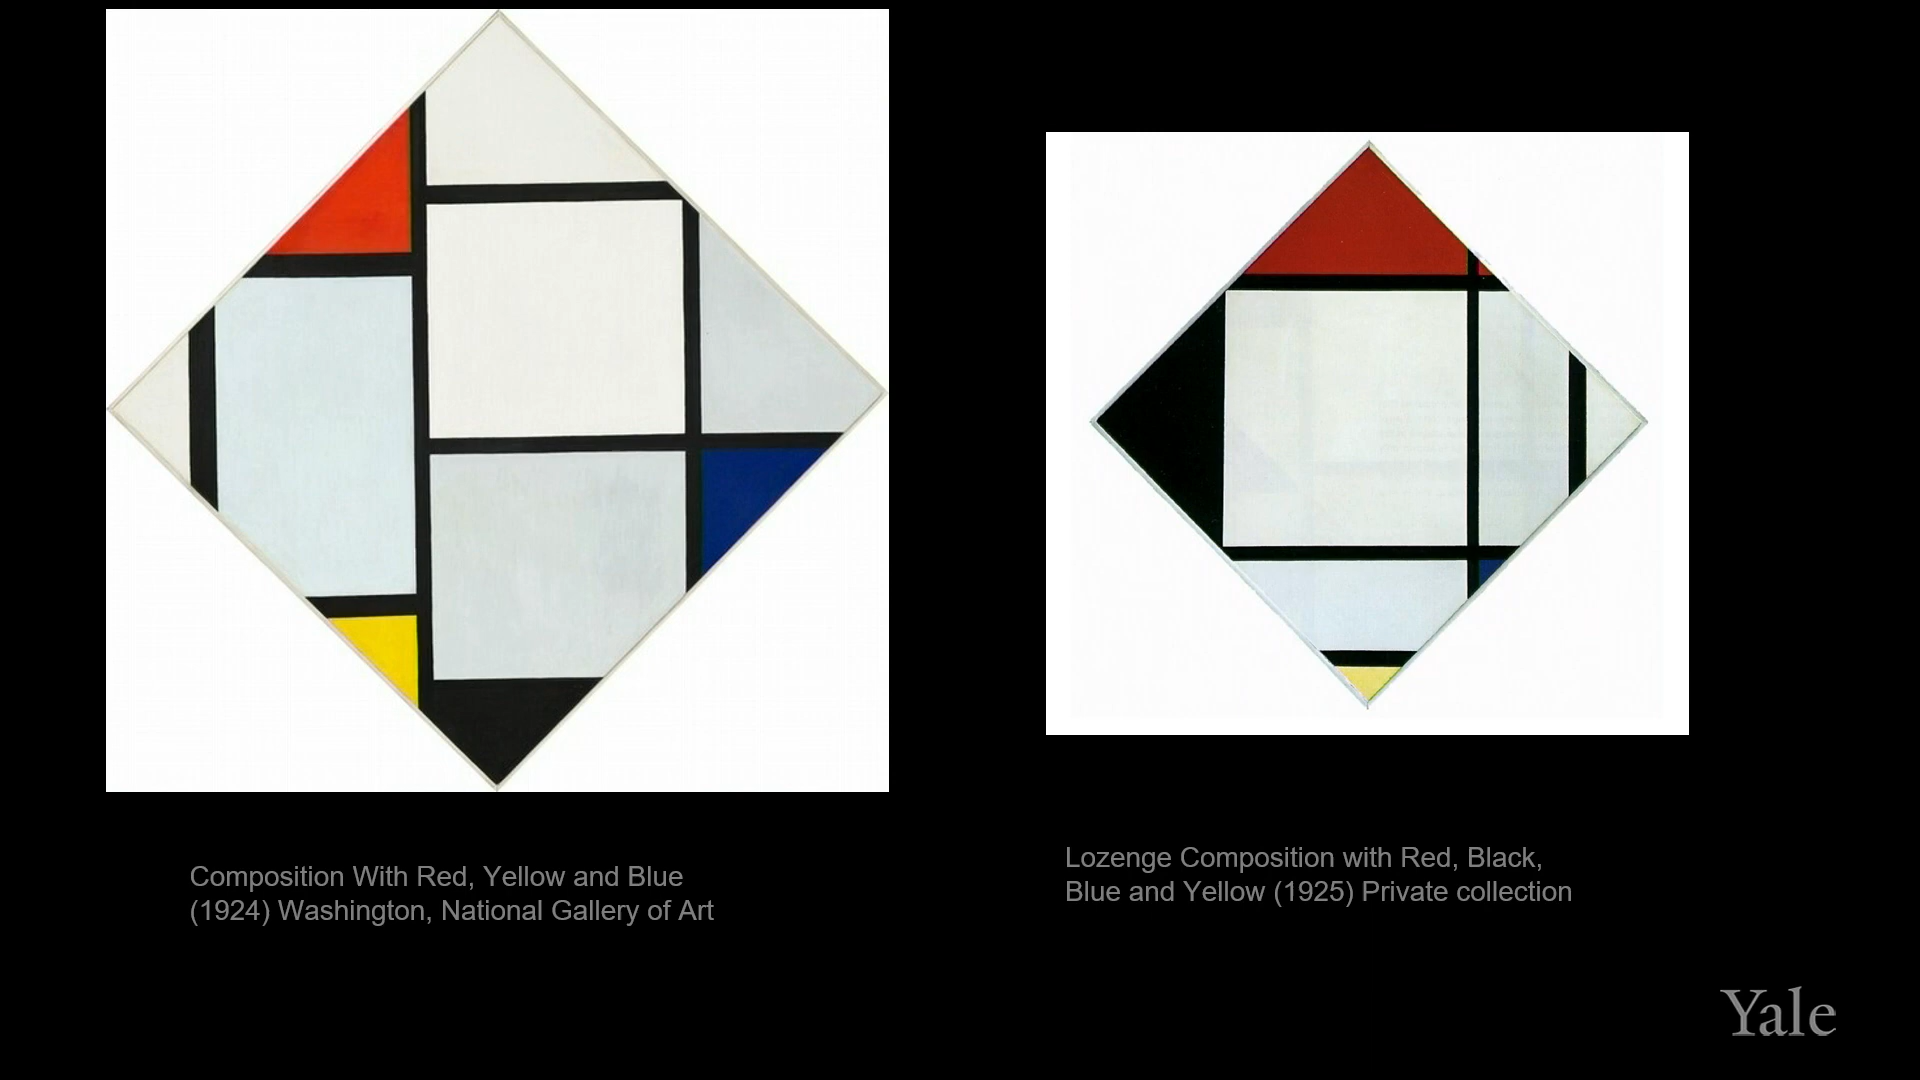 Composition With Red, Yellow and Blue
(1924) Washington, National Gallery of Art
Lozenge Composition with Red, Black,
Blue and Yellow (1925) Private collection
Yale